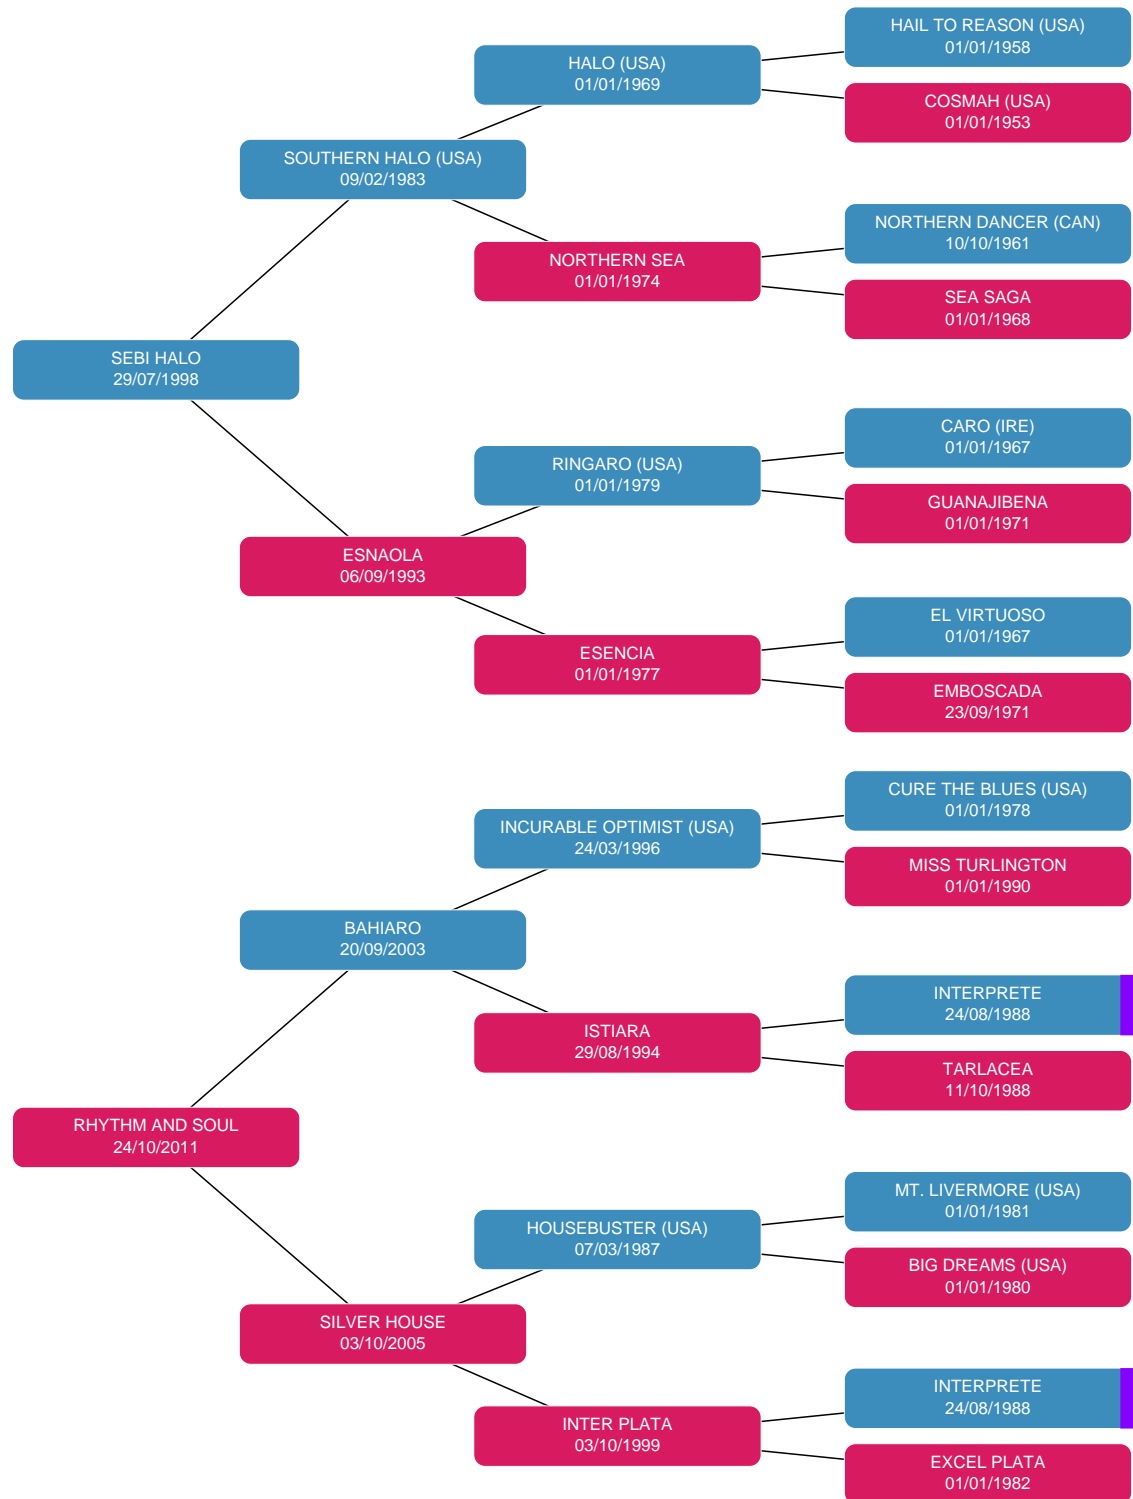 HAIL TO REASON (USA)
01/01/1958
HALO (USA)
01/01/1969
COSMAH (USA)
01/01/1953
SOUTHERN HALO (USA)
09/02/1983
NORTHERN DANCER (CAN)
10/10/1961
NORTHERN SEA
01/01/1974
SEA SAGA
01/01/1968
SEBI HALO
29/07/1998
CARO (IRE)
01/01/1967
RINGARO (USA)
01/01/1979
GUANAJIBENA
01/01/1971
ESNAOLA
06/09/1993
EL VIRTUOSO
01/01/1967
ESENCIA
01/01/1977
EMBOSCADA
23/09/1971
CURE THE BLUES (USA)
01/01/1978
INCURABLE OPTIMIST (USA)
24/03/1996
MISS TURLINGTON
01/01/1990
BAHIARO
20/09/2003
INTERPRETE
24/08/1988
ISTIARA
29/08/1994
TARLACEA
11/10/1988
RHYTHM AND SOUL
24/10/2011
MT. LIVERMORE (USA)
01/01/1981
HOUSEBUSTER (USA)
07/03/1987
BIG DREAMS (USA)
01/01/1980
SILVER HOUSE
03/10/2005
INTERPRETE
24/08/1988
INTER PLATA
03/10/1999
EXCEL PLATA
01/01/1982